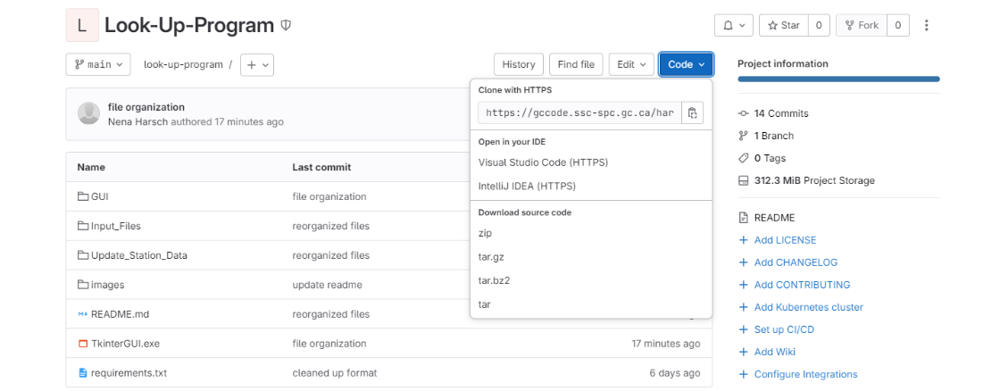 L Look-Up-Program
Star 0 Fork 0
main look-up-program / + History Find file Edit Code
Project information
Clone with HTTPS
https://gccode.ssc-spc.gc.ca/har
Open in your IDE
Visual Studio Code (HTTPS)
IntelliJ IDEA (HTTPS)
Download source code
zip
tar.gz
tar.bz2
tar
file organization
Nena Harsch authored 17 minutes ago
Name Last commit
GUI file organization
Input_Files reorganized files
Update_Station_Data reorganized files
images update readme
README.md reorganized files
TkinterGUI.exe file organization 17 minutes ago
requirements.txt cleaned up format 6 days ago
14 Commits
1 Branch
0 Tags
312.3 MiB Project Storage
README
+ Add LICENSE
+ Add CHANGELOG
+ Add CONTRIBUTING
+ Add Kubernetes cluster
+ Set up CI/CD
+ Add Wiki
+ Configure Integrations